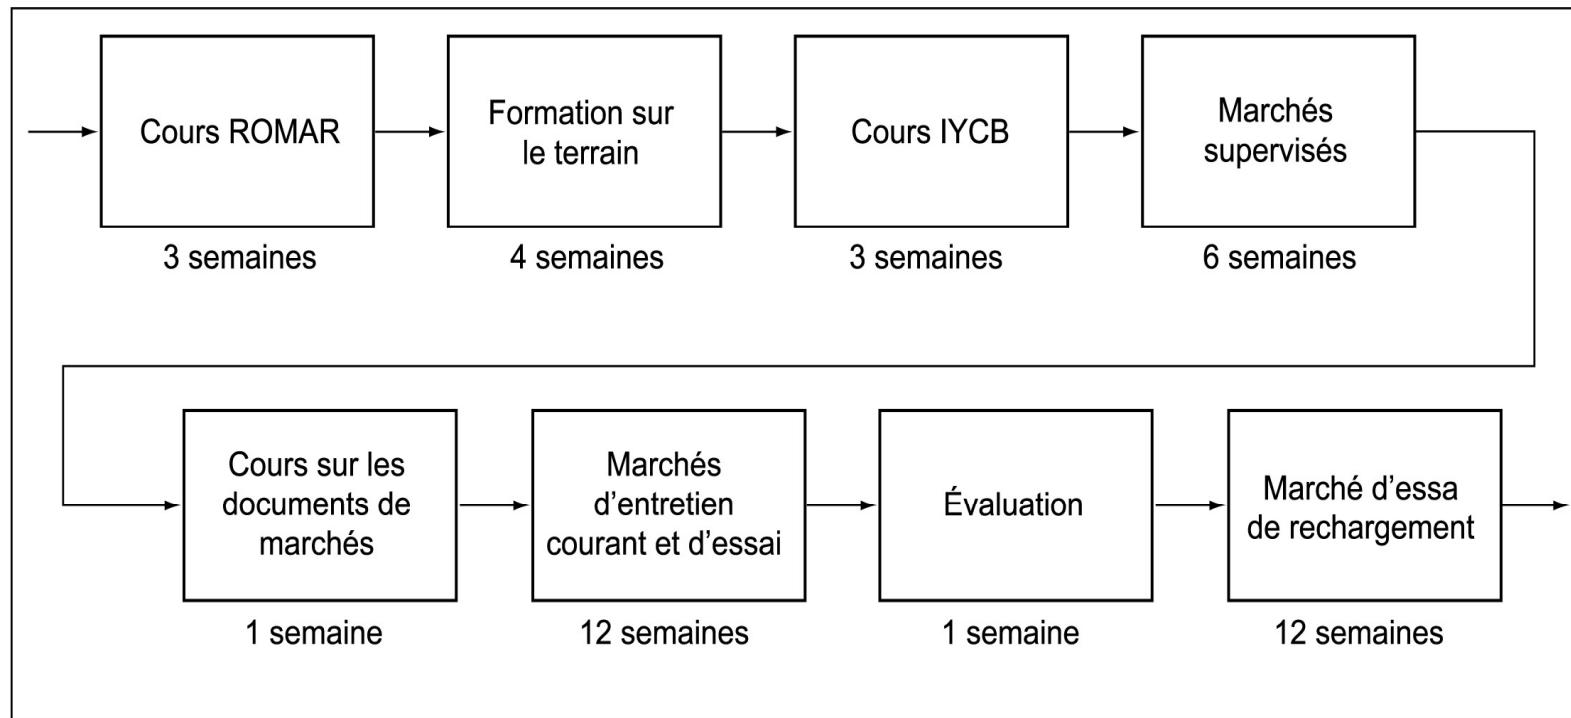 Cours ROMAR
3 semaines
Formation sur
le terrain
4 semaines
Cours IYCB
3 semaines
Marchés
supervisés
6 semaines
Cours sur les
documents de
marchés
1 semaine
Marchés
d'entretien
courant et d'essai
12 semaines
Évaluation
1 semaine
Marché d'essa
de rechargement
12 semaines